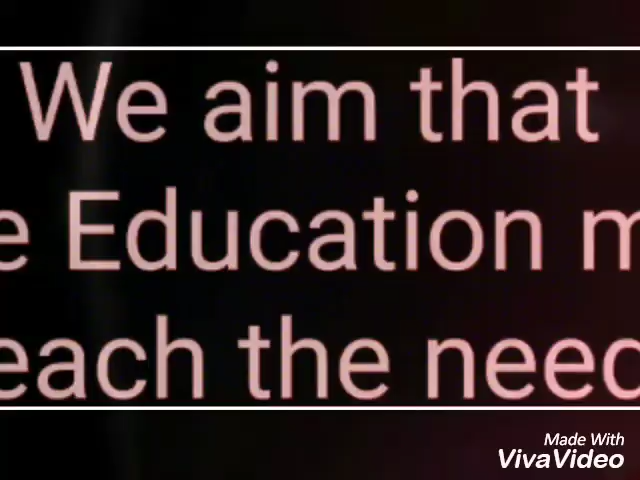 We aim that
e Education m
each the need
Made With
VivaVideo